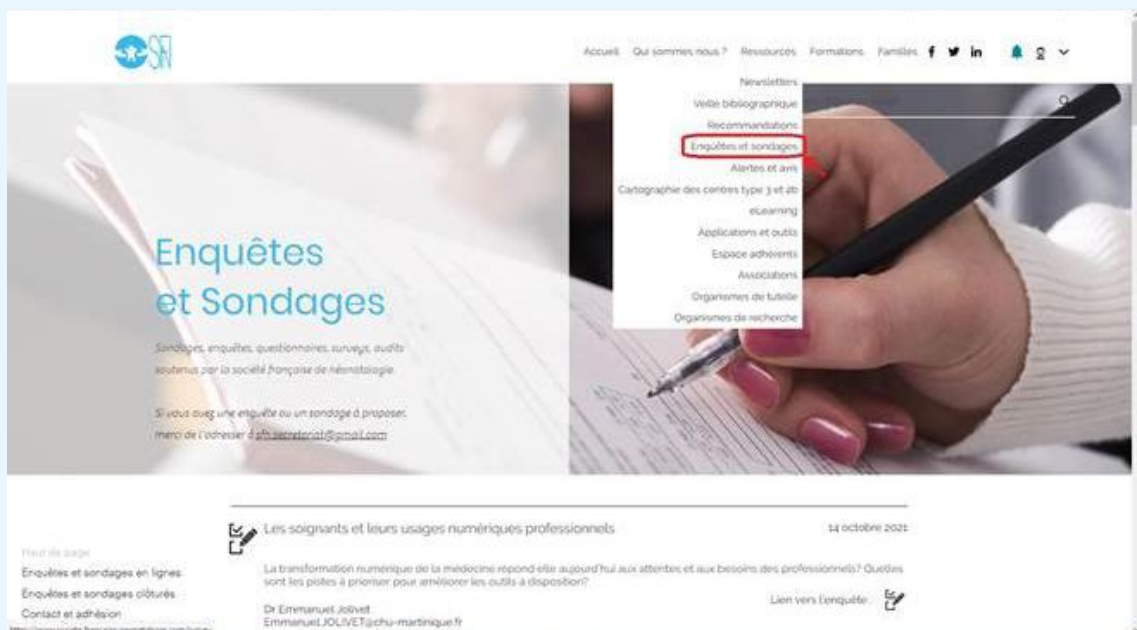 SFN
Accueil Qui sommes nous ? Ressources Formations Familles
Newsletters
Veille bibliographique
Recommandations
Enquêtes et sondages
Alertes et avis
Cartographie des centres type 3 et 2b
eLearning
Applications et outils
Espace adhérents
Associations
Organismes de tutelle
Organismes de recherche
Enquêtes
et Sondages
Sondages, enquêtes, questionnaires, surveys, audits
soutenus par la société française de néonatalogie.
Si vous avez une enquête ou un sondage à proposer,
merci de l'adresser à sfn.secretariat@gmail.com
Les soignants et leurs usages numériques professionnels
14 octobre 2021
Haut de page
Enquêtes et sondages en lignes
Enquêtes et sondages clôturés
Contact et adhésion
La transformation numérique de la médecine répond elle aujourd'hui aux attentes et aux besoins des professionnels? Quelles
sont les pistes à prioriser pour améliorer les outils à disposition?
Lien vers l'enquête
Dr Emmanuel Jolivet
Emmanuel.JOLIVET@chu-martinique.fr